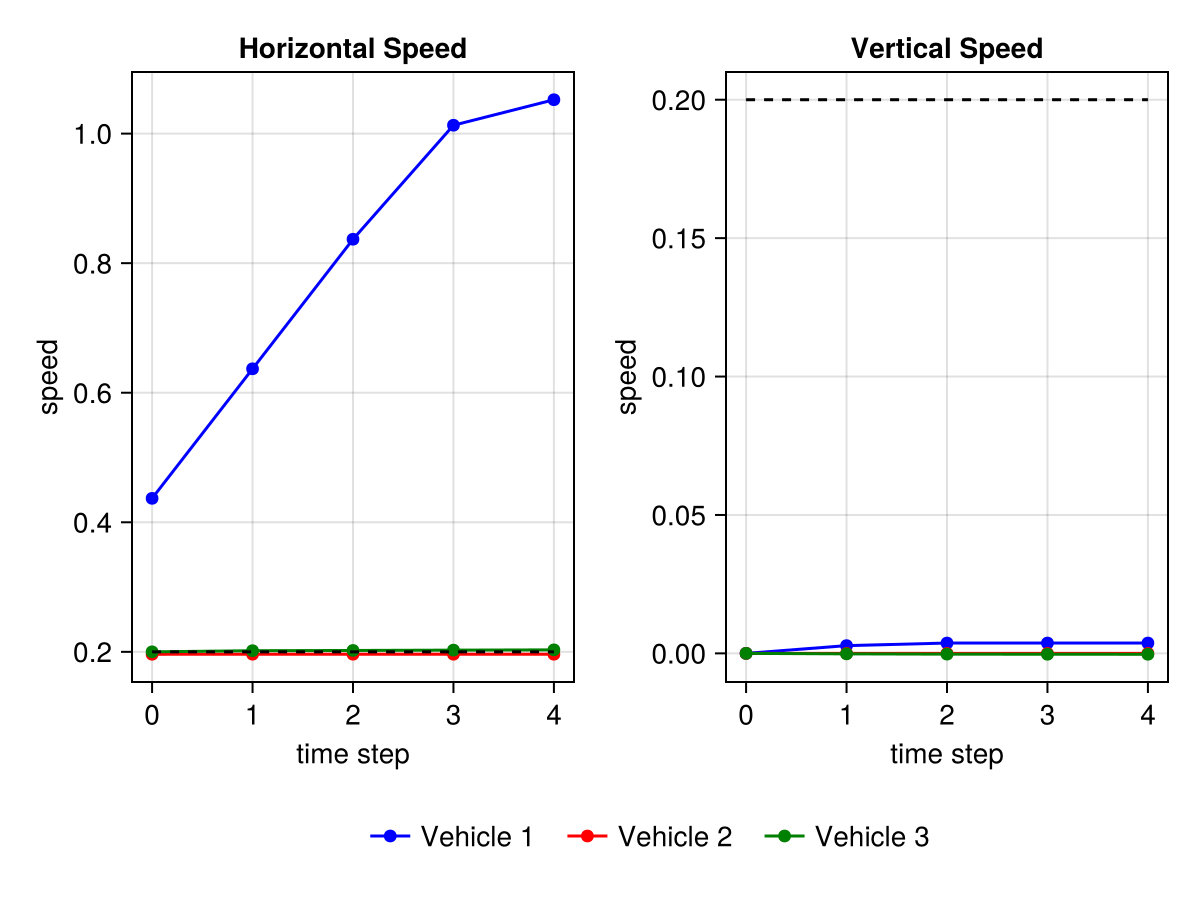 Horizontal Speed
1.0
0.8
0.6
0.4
0.2
speed
0 1 2 3 4
time step
Vertical Speed
0.20
0.15
0.10
0.05
0.00
speed
0 1 2 3 4
time step
Vehicle 1 Vehicle 2 Vehicle 3